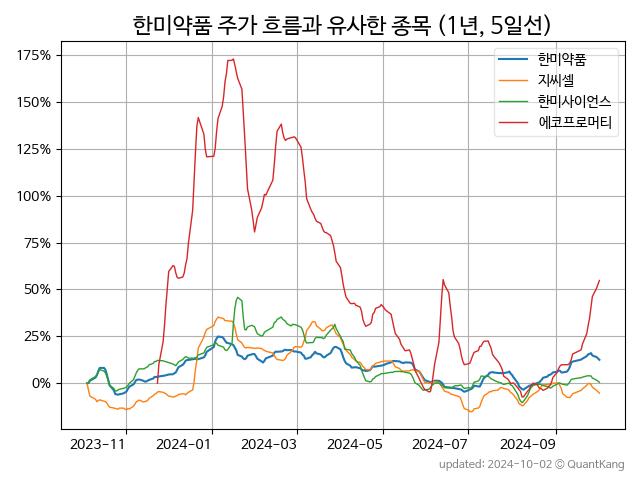 한미약품 주가 흐름과 유사한 종목 (1년, 5일선)
한미약품
지씨셀
한미사이언스
에코프로머티
175%
150%
125%
100%
75%
50%
25%
0%
2023-11
2024-01
2024-03
2024-05
2024-07
2024-09
updated: 2024-10-02 © QuantKang